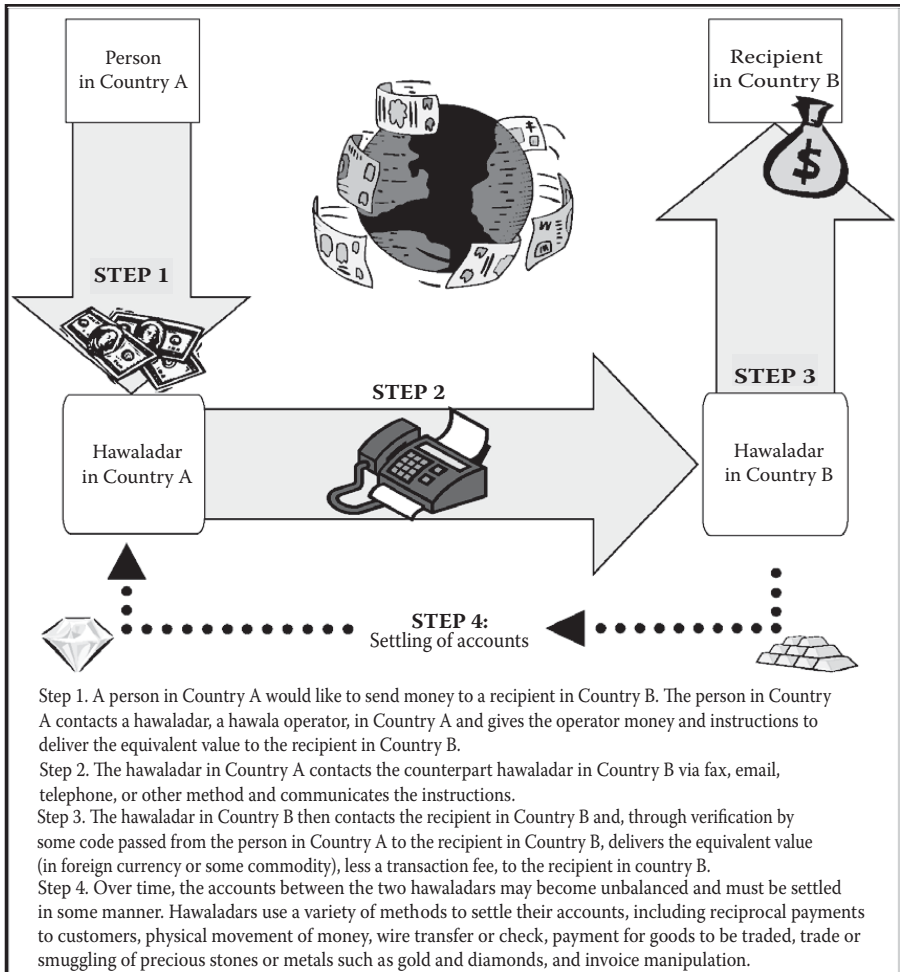 Person
in Country A
Recipient
in Country B
$
STEP 1
STEP 2
STEP 3
Hawaladar
in Country A
Hawaladar
in Country B
STEP 4:
Settling of accounts
Step 1. A person in Country A would like to send money to a recipient in Country B. The person in Country
A contacts a hawaladar, a hawala operator, in Country A and gives the operator money and instructions to
deliver the equivalent value to the recipient in Country B.
Step 2. The hawaladar in Country A contacts the counterpart hawaladar in Country B via fax, email,
telephone, or other method and communicates the instructions.
Step 3. The hawaladar in Country B then contacts the recipient in Country B and, through verification by
some code passed from the person in Country A to the recipient in Country B, delivers the equivalent value
(in foreign currency or some commodity), less a transaction fee, to the recipient in country B.
Step 4. Over time, the accounts between the two hawaladars may become unbalanced and must be settled
in some manner. Hawaladars use a variety of methods to settle their accounts, including reciprocal payments
to customers, physical movement of money, wire transfer or check, payment for goods to be traded, trade or
smuggling of precious stones or metals such as gold and diamonds, and invoice manipulation.